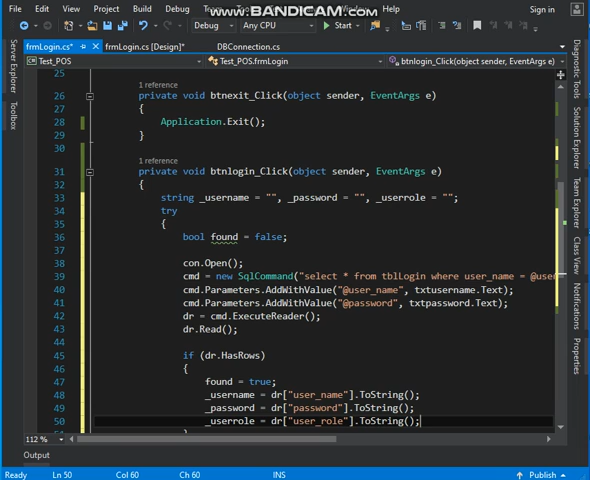 File Edit View Project Build Debug Window Help Sign in
www.BANDICAM.com
Debug Any CPU Start
frmLogin.cs* frmLogin.cs [Design]* DBConnection.cs
Test_POS Test_POS.frmLogin btnlogin_Click(object sender, EventArgs e)
Server Explorer
Toolbox
25
1 reference
26 private void btnexit_Click(object sender, EventArgs e)
27 {
28 Application.Exit();
29 }
30
1 reference
31 private void btnlogin_Click(object sender, EventArgs e)
32 {
33 string _username = "", _password = "", _userrole = "";
34 try
35 {
36 bool found = false;
37
38 con.Open();
39 cmd = new SqlCommand("select * from tblLogin where user_name = @user
40 cmd.Parameters.AddWithValue("@user_name", txtusername.Text);
41 cmd.Parameters.AddWithValue("@password", txtpassword.Text);
42 dr = cmd.ExecuteReader();
43 dr.Read();
44
45 if (dr.HasRows)
46 {
47 found = true;
48 _username = dr["user_name"].ToString();
49 _password = dr["password"].ToString();
50 _userrole = dr["user_role"].ToString();
Diagnostic Tools
Solution Explorer
Team Explorer
Class View
Notifications
Properties
112 %
Output
Ready Ln 50 Col 60 Ch 60 INS Publish